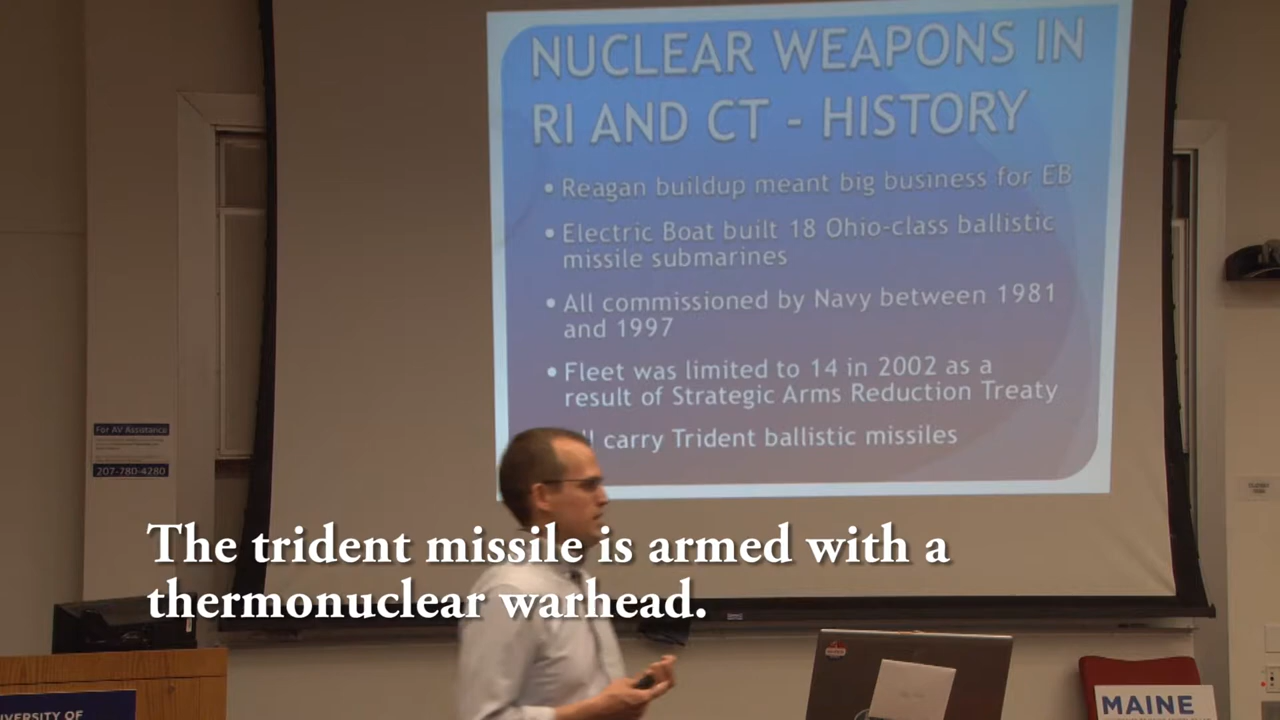 NUCLEAR WEAPONS IN
RI AND CT - HISTORY
• Reagan buildup meant big business for EB
• Electric Boat built 18 Ohio-class ballistic
missile submarines
• All commissioned by Navy between 1981
and 1997
• Fleet was limited to 14 in 2002 as a
result of Strategic Arms Reduction Treaty
carry Trident ballistic missiles
For AV Assistance
207-780-4280
The trident missile is armed with a
thermonuclear warhead.
OF
MAINE